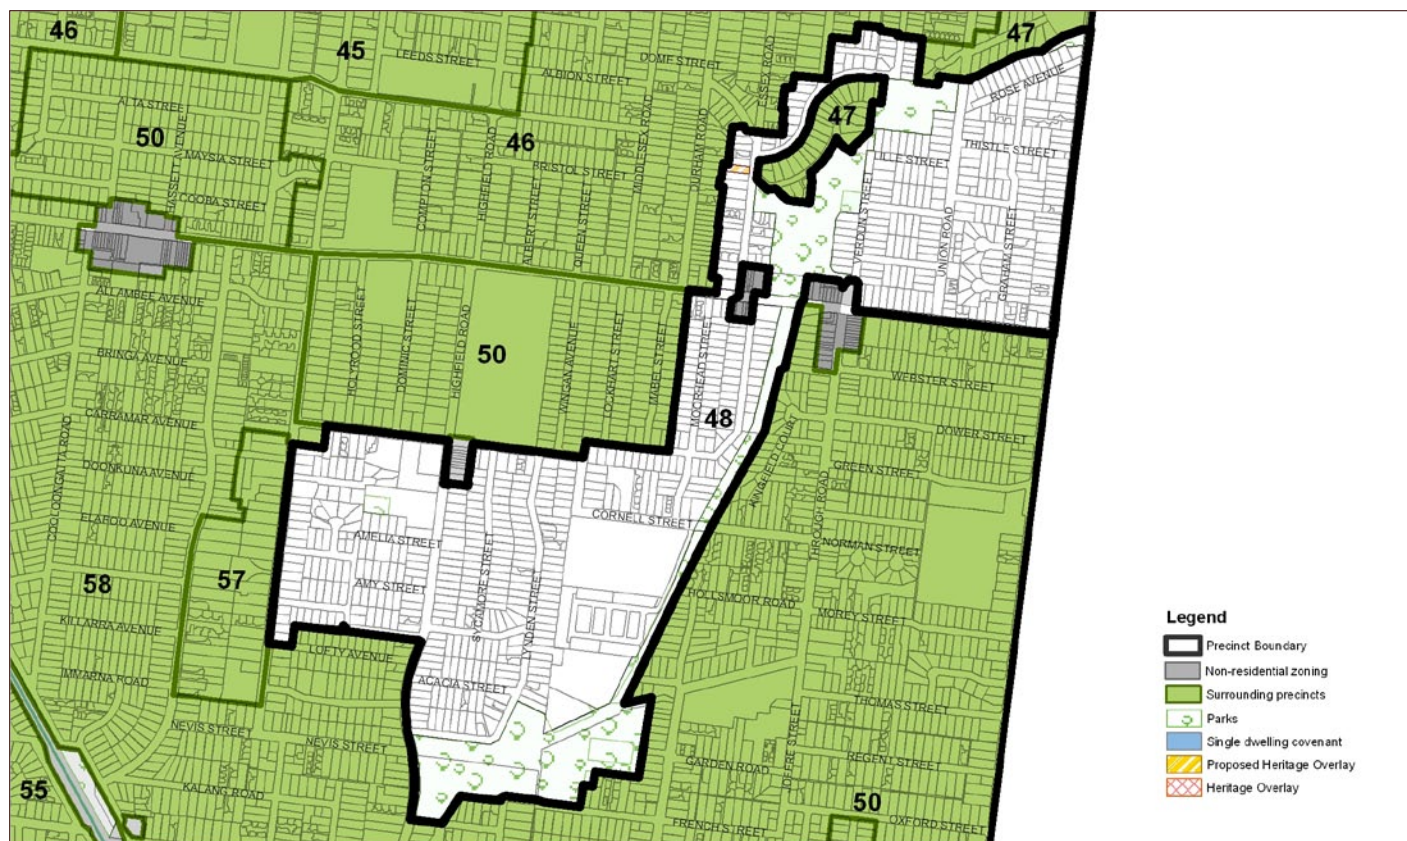 46
45
47
LEEDS STREET
DOME STREET
ESSEX ROAD
ALBION STREET
ROSE AVENUE
ALTA STREET
50
MAYSIA STREET
COOBA STREET
COMPTON STREET
HIGHFIELD ROAD
46
BRISTOL STREET
ALBERT STREET
QUEEN STREET
MIDDLESEX ROAD
DURHAM ROAD
47
THISTLE STREET
VERDUN STREET
UNION ROAD
GRAHAM STREET
ALLAMBEE AVENUE
BRINGA AVENUE
CARRAMAR AVENUE
DOONKUNA AVENUE
HOLYROOD STREET
DOMINIC STREET
HIGHFIELD ROAD
50
WINGAN AVENUE
LOCKHART STREET
MABEL STREET
MOORHEAD STREET
48
WEBSTER STREET
DOWER STREET
GREEN STREE
KINGFIELD COURT
THROUGH ROAD
NORMAN STREET
CORNELL STREET
ELAROO AVENUE
AMELIA STREET
AMY STREET
SYCAMORE STREET
LYNDEN STREET
58
57
KILLARRA AVENUE
MMARNA ROAD
LOFTY AVENUE
ACACIA STREET
HOLLSMOOR ROAD
MOREY STREET
THOMAS STREET
NEVIS STREET
NEVIS STREET
KALANG ROAD
55
GARDEN ROAD
REGENT STREET
50
FRENCH STREET
OXFORD STREET
Legend
Precinct Boundary
Non-residential zoning
Surrounding precincts
Parks
Single dwelling covenant
Proposed Heritage Overlay
Heritage Overlay